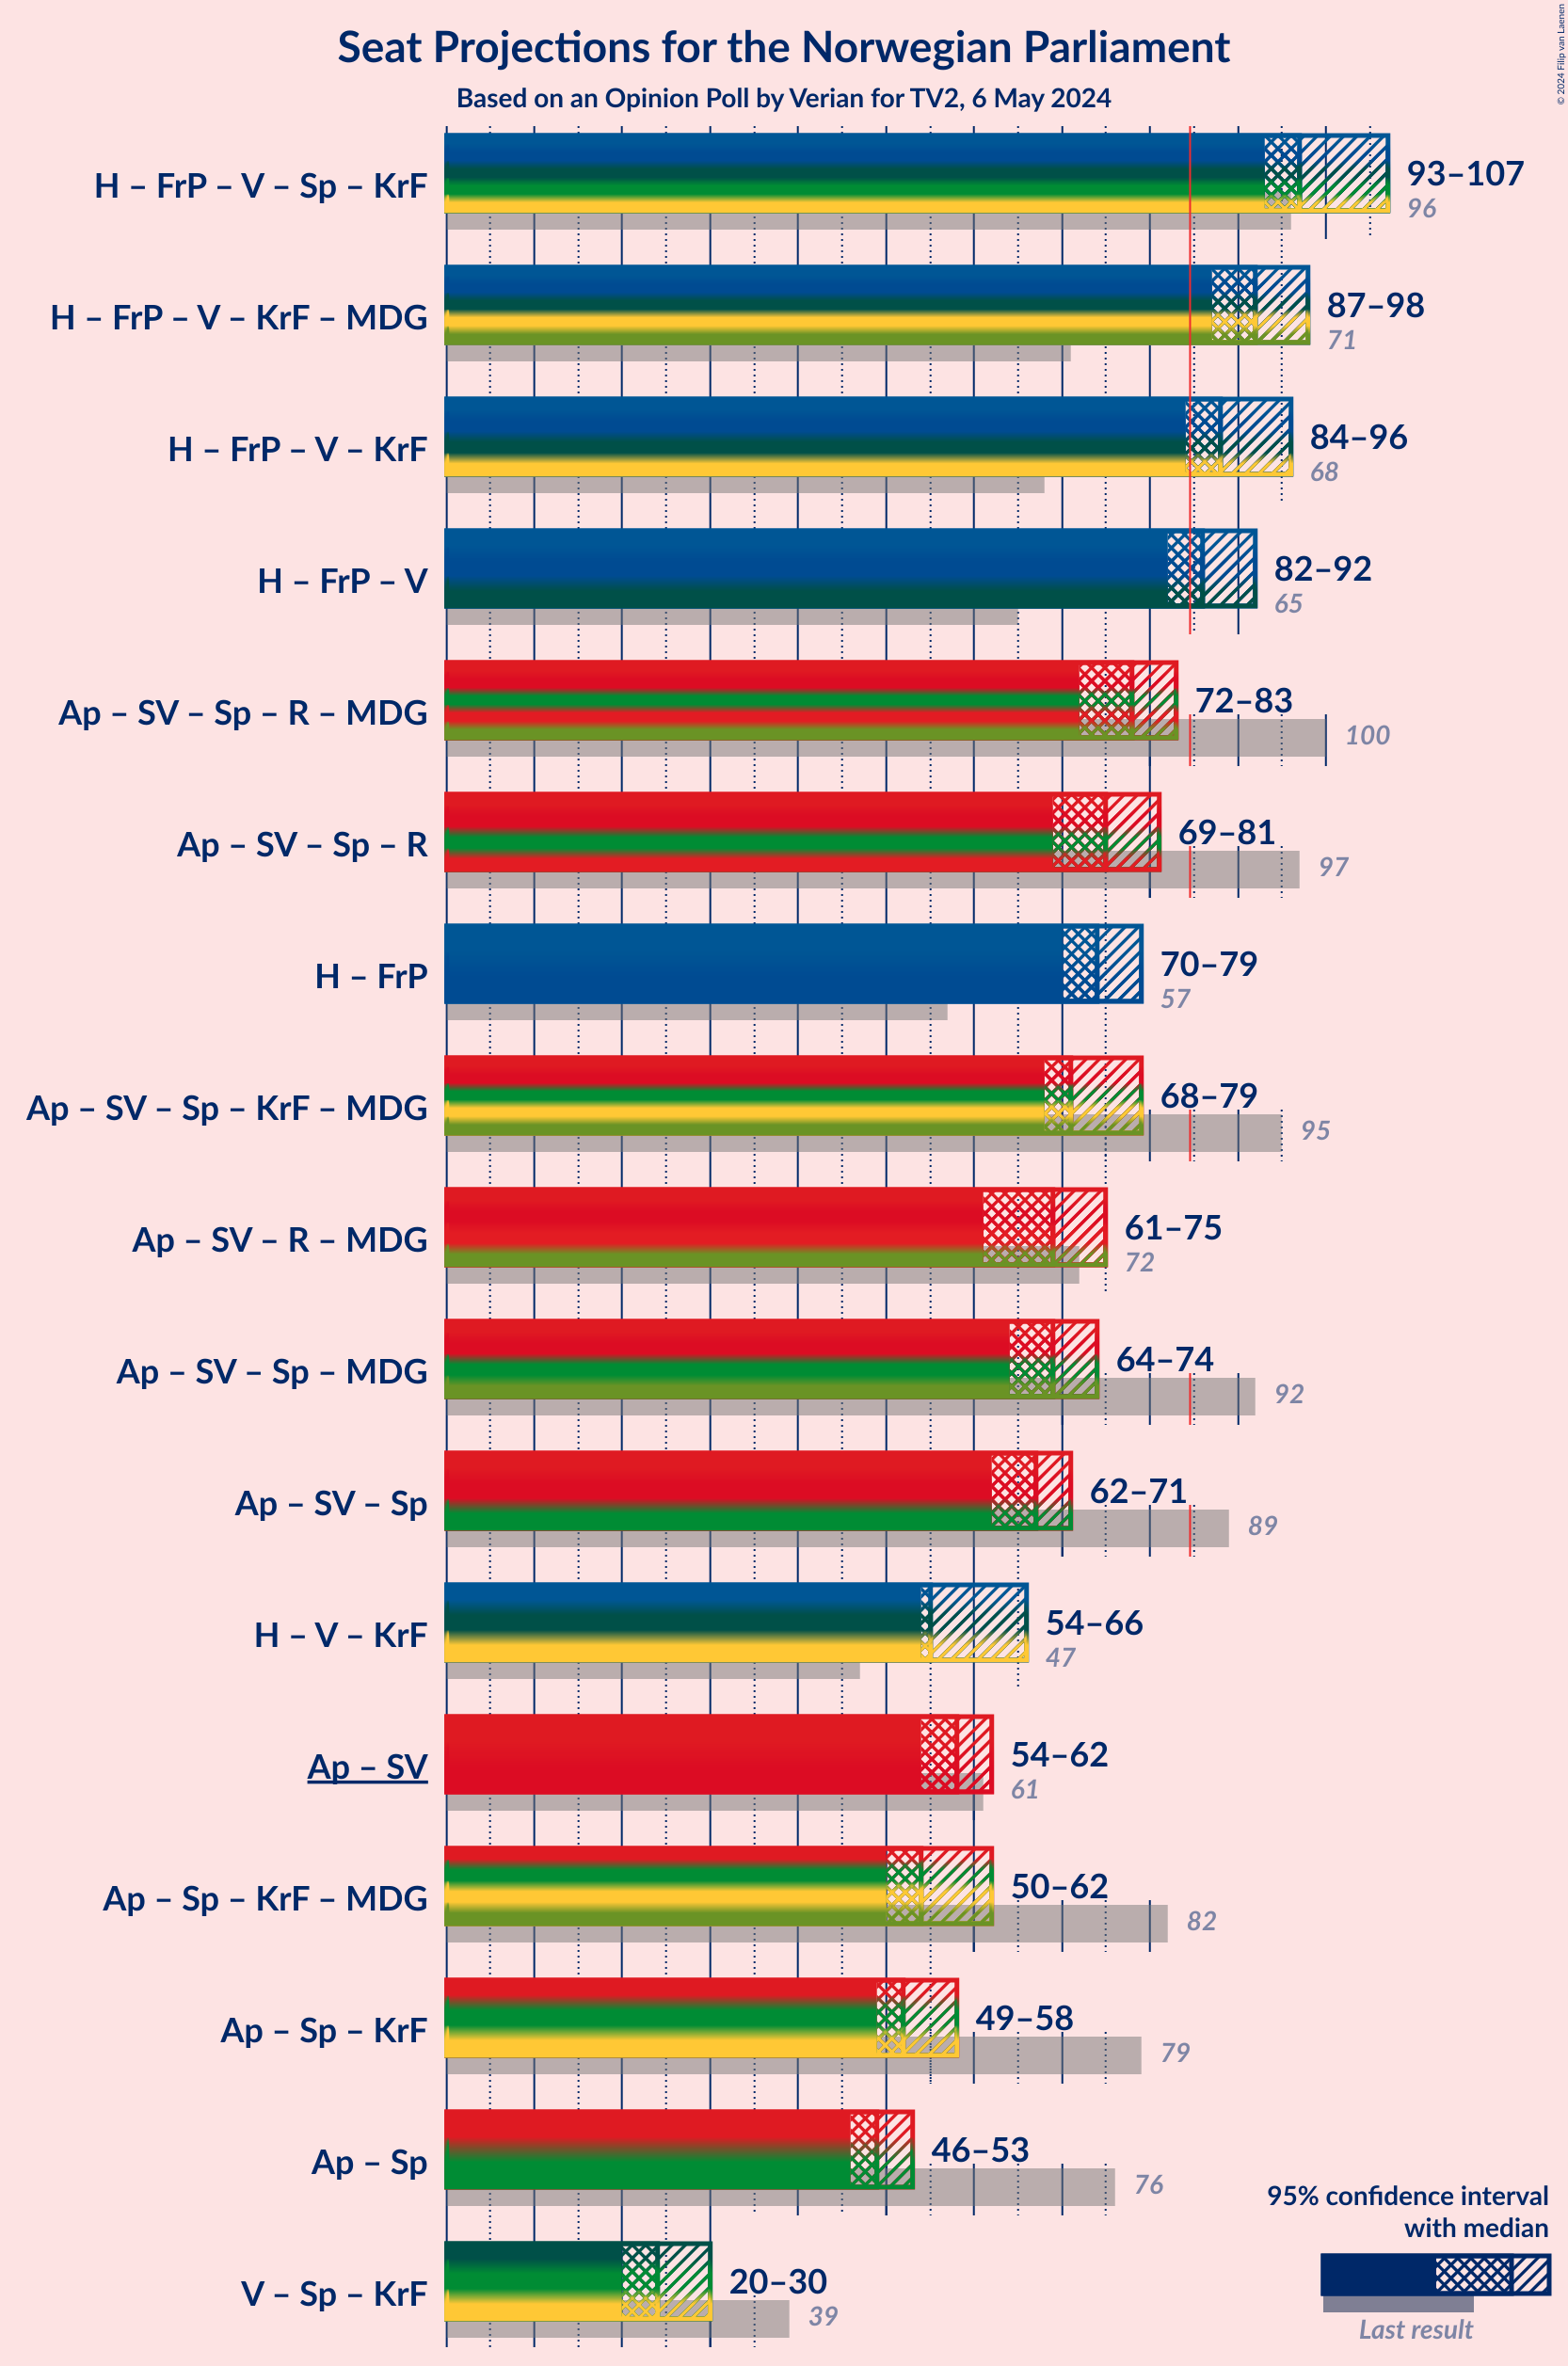 Seat Projections for the Norwegian Parliament
Based on an Opinion Poll by Verian for TV2, 6 May 2024
© 2024 Filip van Laenen
H – FrP – V – Sp – KrF
93–107
96
H – FrP – V – KrF – MDG
87–98
71
H – FrP – V – KrF
84–96
68
H – FrP – V
82–92
65
Ap – SV – Sp – R – MDG
72–83
100
Ap – SV – Sp – R
69–81
97
H – FrP
70–79
57
Ap – SV – Sp – KrF – MDG
68–79
95
Ap – SV – R – MDG
61–75
72
Ap – SV – Sp – MDG
64–74
92
Ap – SV – Sp
62–71
89
H – V – KrF
54–66
47
Ap – SV
54–62
61
Ap – Sp – KrF – MDG
50–62
82
Ap – Sp – KrF
49–58
79
Ap – Sp
46–53
76
V – Sp – KrF
20–30
39
95% confidence interval
with median
Last result